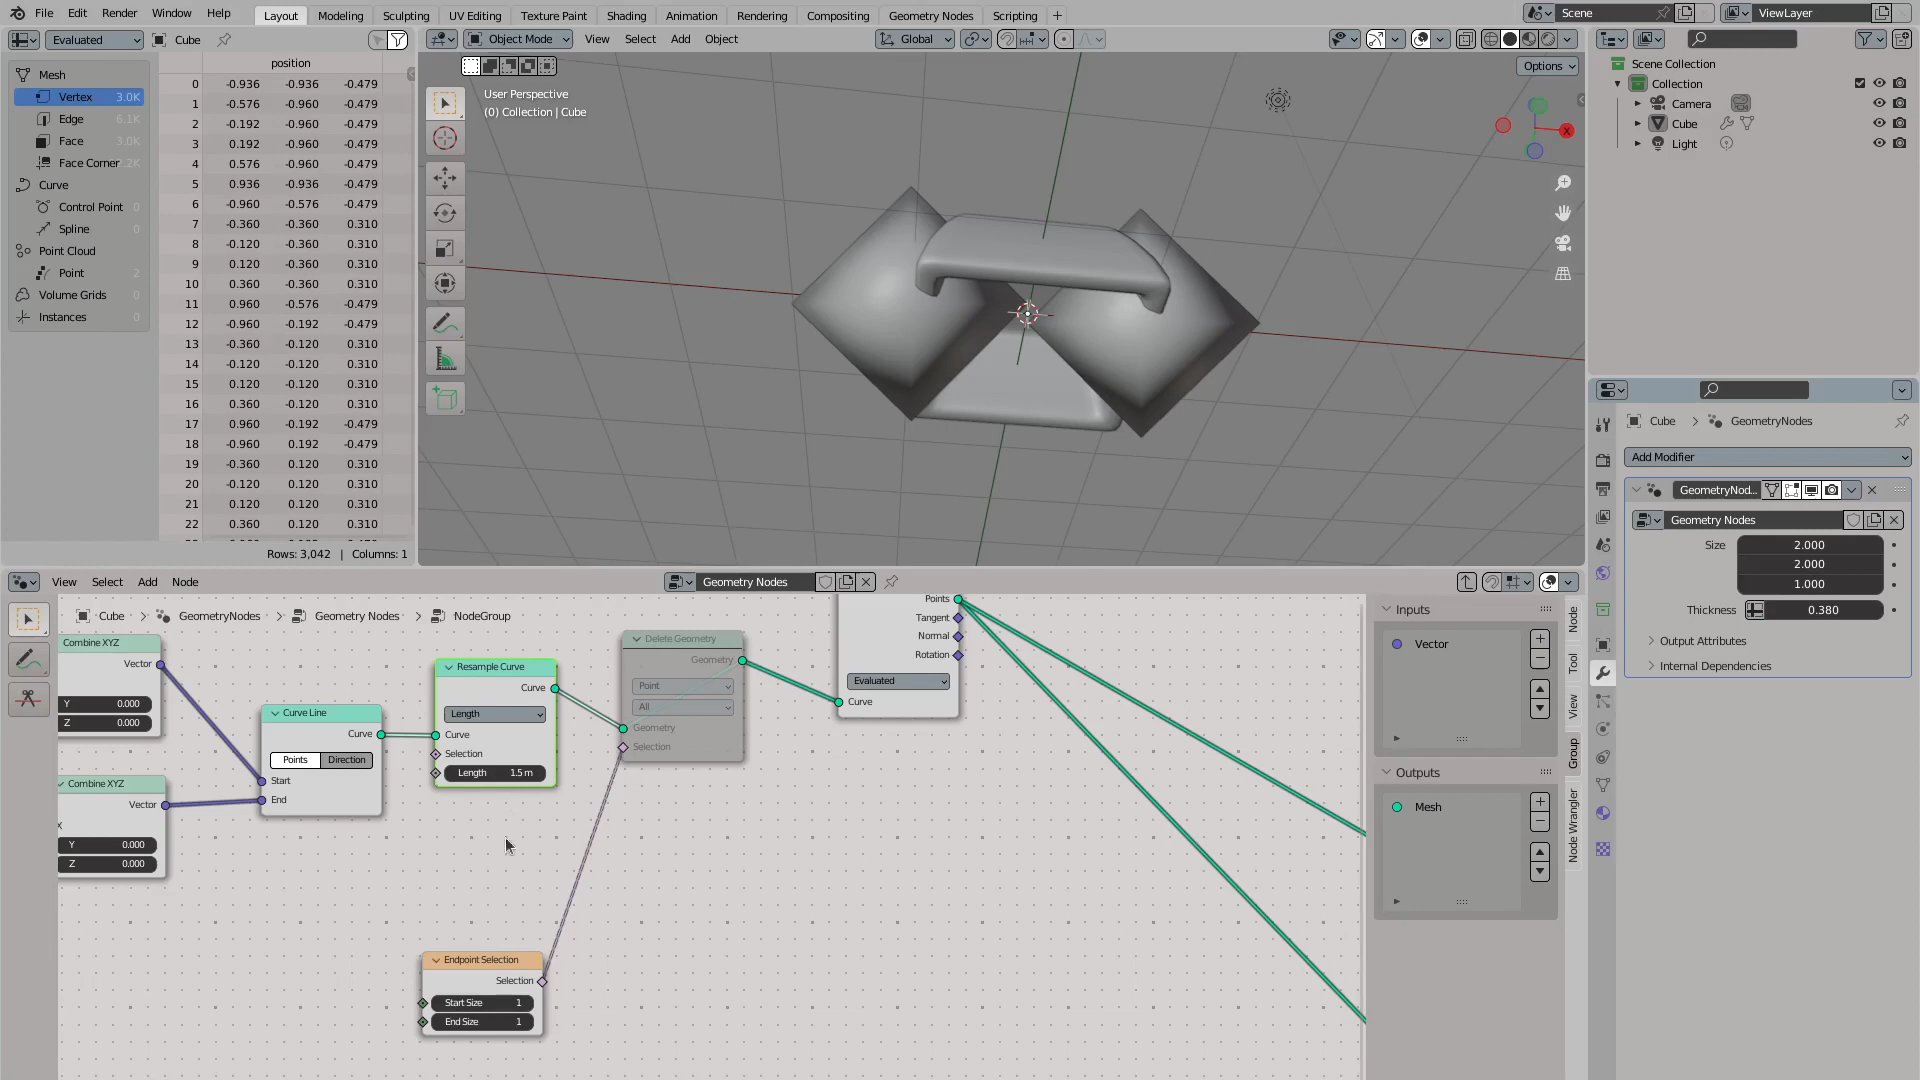 File Edit Render Window Help Layout Modeling Sculpting UV Editing Texture Paint Shading Animation Rendering Compositing Geometry Nodes Scripting + Scene ViewLayer
Evaluated Cube
Object Mode View Select Add Object Global
Options
User Perspective
(0) Collection | Cube
position
Mesh
Vertex 3.0K
Edge 6.1K
Face 3.0K
Face Corner
Curve
Control Point 0
Spline 0
Point Cloud
Point 2
Volume Grids 0
Instances 0
0 -0.936 -0.936 -0.479
1 -0.576 -0.960 -0.479
2 -0.192 -0.960 -0.479
3 0.192 -0.960 -0.479
4 0.576 -0.960 -0.479
5 0.936 -0.936 -0.479
6 -0.960 -0.576 -0.479
7 -0.360 -0.360 0.310
8 -0.120 -0.360 0.310
9 0.120 -0.360 0.310
10 0.360 -0.360 0.310
11 0.960 -0.576 -0.479
12 -0.960 -0.192 -0.479
13 -0.360 -0.120 0.310
14 -0.120 -0.120 0.310
15 0.120 -0.120 0.310
16 0.360 -0.120 0.310
17 0.960 -0.192 -0.479
18 -0.960 0.192 -0.479
19 -0.360 0.120 0.310
20 -0.120 0.120 0.310
21 0.120 0.120 0.310
22 0.360 0.120 0.310
Rows: 3,042 | Columns: 1
X
Scene Collection
Collection
Camera
Cube
Light
Cube > GeometryNodes
Add Modifier
GeometryNod...
Geometry Nodes
Size 2.000
2.000
1.000
Thickness 0.380
Output Attributes
Internal Dependencies
View Select Add Node Geometry Nodes
Cube > GeometryNodes > Geometry Nodes > NodeGroup
Combine XYZ
Vector
Y 0.000
Z 0.000
Combine XYZ
Vector
X
Y 0.000
Z 0.000
Curve Line
Curve
Points Direction
Start
End
Resample Curve
Curve
Length
Curve
Selection
Length 1.5 m
Delete Geometry
Geometry
Point
All
Geometry
Selection
Points
Tangent
Normal
Rotation
Evaluated
Curve
Endpoint Selection
Selection
Start Size 1
End Size 1
Inputs
Vector
Outputs
Mesh
Node
Tool
View
Group
Node Wrangler